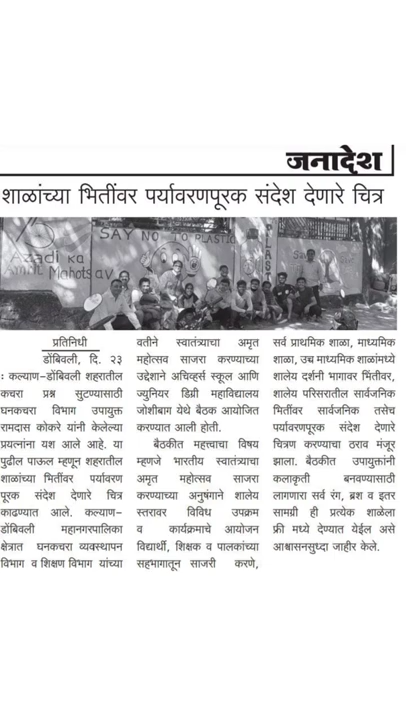 जनादेश
शाळांच्या भिंतींवर पर्यावरणपूरक संदेश देणारे चित्र
75
Azadi Ka
Amrit Mahotsav
SAY NO TO PLASTIC
PLAST
प्रतिनिधी
डोंबिवली, दि. २३
: कल्याण-डोंबिवली शहरातील
कचरा प्रश्न सुटण्यासाठी
घनकचरा विभाग उपायुक्त
रामदास कोकरे यांनी केलेल्या
प्रयत्नांना यश आले आहे. या
पुढील पाऊल म्हणून शहरातील
शाळांच्या भिंतींवर पर्यावरण
पूरक संदेश देणारे चित्र
काढण्यात आले. कल्याण-
डोंबिवली महानगरपालिका
क्षेत्रात घनकचरा व्यवस्थापन
विभाग व शिक्षण विभाग यांच्या
वतीने स्वातंत्र्याचा अमृत
महोत्सव साजरा करण्याच्या
उद्देशाने अचिव्हर्स स्कूल आणि
ज्युनियर डिग्री महाविद्यालय
जोशीबाग येथे बैठक आयोजित
करण्यात आली होती.
बैठकीत महत्त्वाचा विषय
म्हणजे भारतीय स्वातंत्र्याचा
अमृत महोत्सव साजरा
करण्याच्या अनुषंगाने शालेय
स्तरावर विविध उपक्रम
व कार्यक्रमाचे आयोजन
विद्यार्थी, शिक्षक व पालकांच्या
सहभागातून साजरी करणे,
सर्व प्राथमिक शाळा, माध्यमिक
शाळा, उच्च माध्यमिक शाळांमध्ये
शालेय दर्शनी भागावर भिंतीवर,
शालेय परिसरातील सार्वजनिक
भिंतींवर सार्वजनिक तसेच
पर्यावरणपूरक संदेश देणारे
चित्रण करण्याचा ठराव मंजूर
झाला. बैठकीत उपायुक्तांनी
कलाकृती बनवण्यासाठी
लागणारा सर्व रंग, ब्रश व इतर
सामग्री ही प्रत्येक शाळेला
फ्री मध्ये देण्यात येईल असे
आश्वासनसुध्दा जाहीर केले.